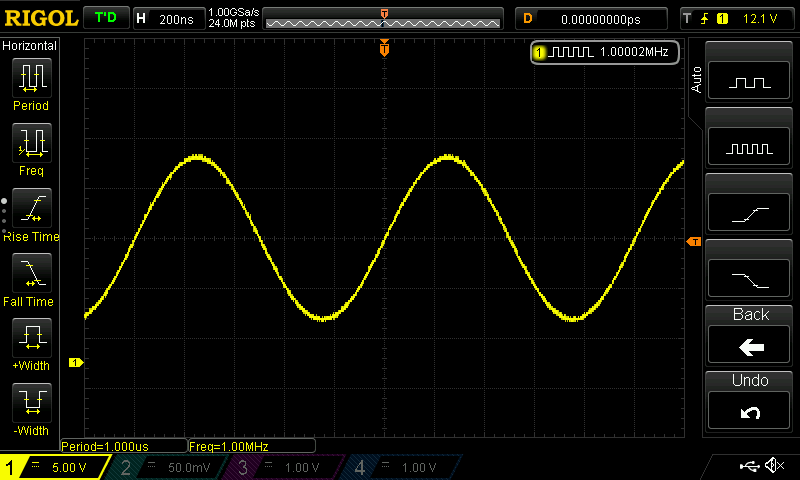 RIGOL T'D H 200ns 1.00GSa/s 24.0M pts T D 0.00000000ps T 1 12.1 V
Horizontal
T
1 1.00002MHz
Auto
Period
Freq
Rise Time
T
Fall Time
Back
1
+Width
Undo
-Width
Period=1.000us Freq=1.00MHz
1 5.00 V 2 50.0mV 3 1.00 V 4 1.00 V